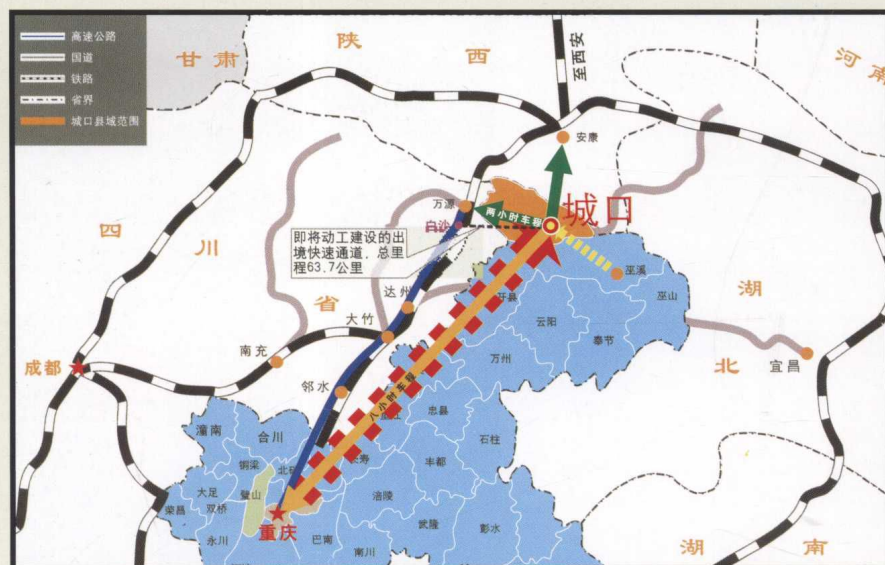 高速公路
国道
铁路
省界
城口县城范围
甘肃
陕西
河南
至西安
安康
四川省
万源
两小时车程
城口
白沙
即将动工建设的出
境快速通道，总里
程63.7公里
巫溪
巫山
湖北
达州
开县
云阳
奉节
大竹
万州
宜昌
南充
成都
邻水
八小时车程
忠县
石柱
潼南
合川
铜梁
长寿
丰都
大足
双桥
璧山
涪陵
荣昌
重庆
武隆
彭水
永川
巴南
南川
湖南